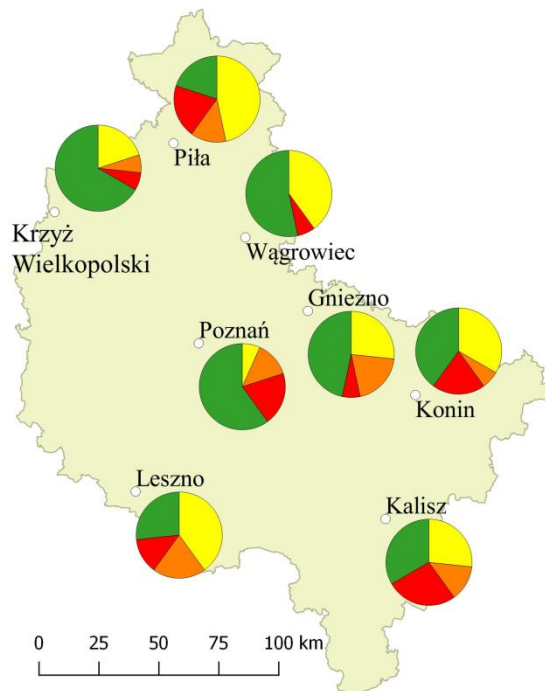 Piła
Krzyż
Wielkopolski
Wągrowiec
Gniezno
Poznań
Konin
Leszno
Kalisz
0 25 50 75 100 km